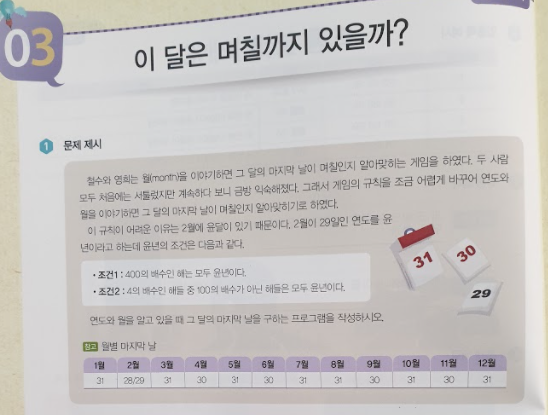 03
이 달은 며칠까지 있을까?
1 문제 제시
철수와 영희는 월(month)을 이야기하면 그 달의 마지막 날이 며칠인지 알아맞히는 게임을 하였다. 두 사람
모두 처음에는 서툴렀지만 계속하다 보니 금방 익숙해졌다. 그래서 게임의 규칙을 조금 어렵게 바꾸어 연도와
월을 이야기하면 그 달의 마지막 날이 며칠인지 알아맞히기로 하였다.
이 규칙이 어려운 이유는 2월에 윤달이 있기 때문이다. 2월이 29일인 연도를 윤
년이라고 하는데 윤년의 조건은 다음과 같다.
• 조건1 : 400의 배수인 해는 모두 윤년이다.
• 조건2 : 4의 배수인 해들 중 100의 배수가 아닌 해들은 모두 윤년이다.
31
30
29
연도와 월을 알고 있을 때 그 달의 마지막 날을 구하는 프로그램을 작성하시오.
참고 월별 마지막 날
1월 2월 3월 4월 5월 6월 7월 8월 9월 10월 11월 12월
31 28/29 31 30 31 30 31 31 30 31 30 31